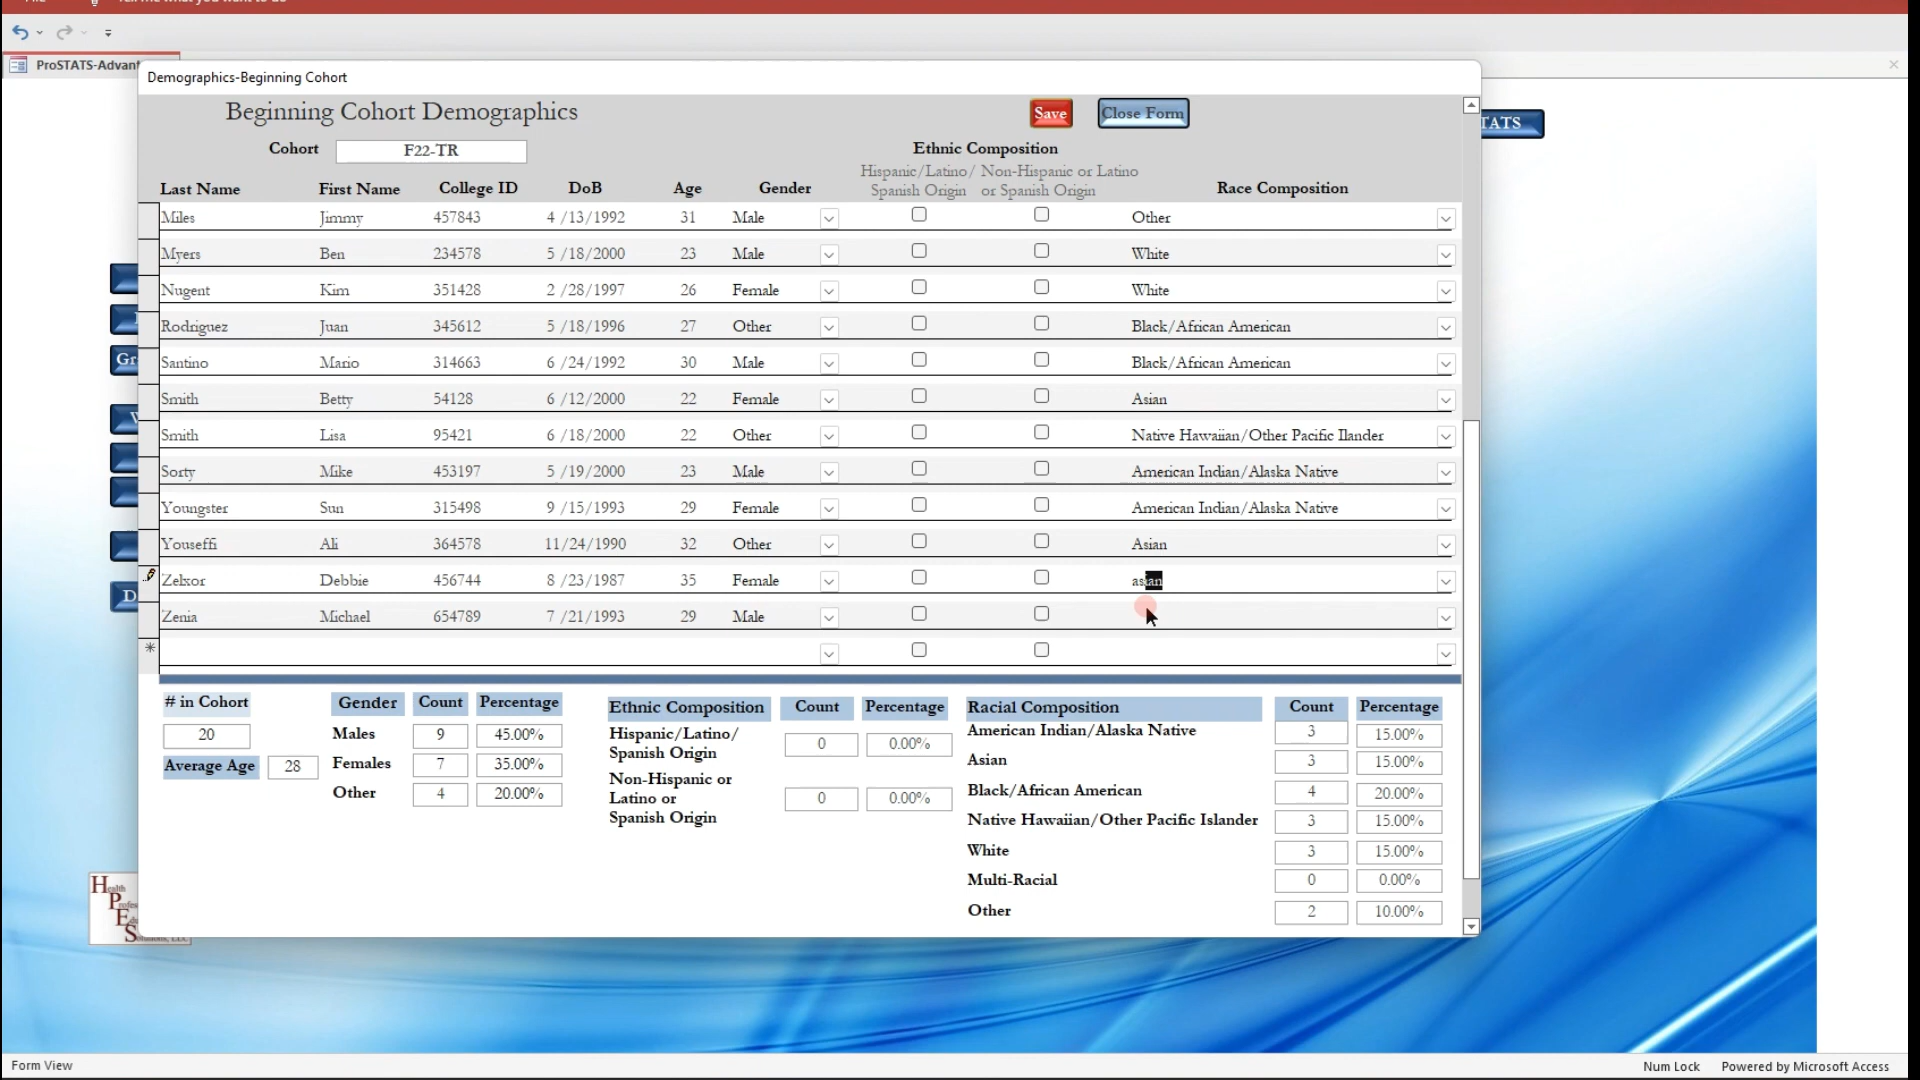 ProSTATS-Advant
Demographics-Beginning Cohort
Beginning Cohort Demographics
Save
Close Form
TATS
Cohort
F22-TR
Ethnic Composition
Hispanic/Latino/ Non-Hispanic or Latino
Spanish Origin or Spanish Origin
Last Name First Name College ID DoB Age Gender Race Composition
Miles Jimmy 457843 4 /13/1992 31 Male Other
Myers Ben 234578 5 /18/2000 23 Male White
Nugent Kim 351428 2 /28/1997 26 Female White
Rodriguez Juan 345612 5 /18/1996 27 Other Black/African American
Santino Mario 314663 6 /24/1992 30 Male Black/African American
Smith Betty 54128 6 /12/2000 22 Female Asian
Smith Lisa 95421 6 /18/2000 22 Other Native Hawaiian/Other Pacific Ilander
Sorty Mike 453197 5 /19/2000 23 Male American Indian/Alaska Native
Youngster Sun 315498 9 /15/1993 29 Female American Indian/Alaska Native
Youseffi Ali 364578 11/24/1990 32 Other Asian
Zelxor Debbie 456744 8 /23/1987 35 Female asian
Zenia Michael 654789 7 /21/1993 29 Male
# in Cohort Gender Count Percentage Ethnic Composition Count Percentage Racial Composition Count Percentage
20 Males 9 45.00% Hispanic/Latino/ American Indian/Alaska Native 3 15.00%
Spanish Origin 0 0.00%
Average Age 28 Females 7 35.00% Asian 3 15.00%
Other 4 20.00% Non-Hispanic or Black/African American 4 20.00%
Latino or 0 0.00%
Spanish Origin Native Hawaiian/Other Pacific Islander 3 15.00%
White 3 15.00%
Multi-Racial 0 0.00%
Other 2 10.00%
Health
Form View
Num Lock Powered by Microsoft Access